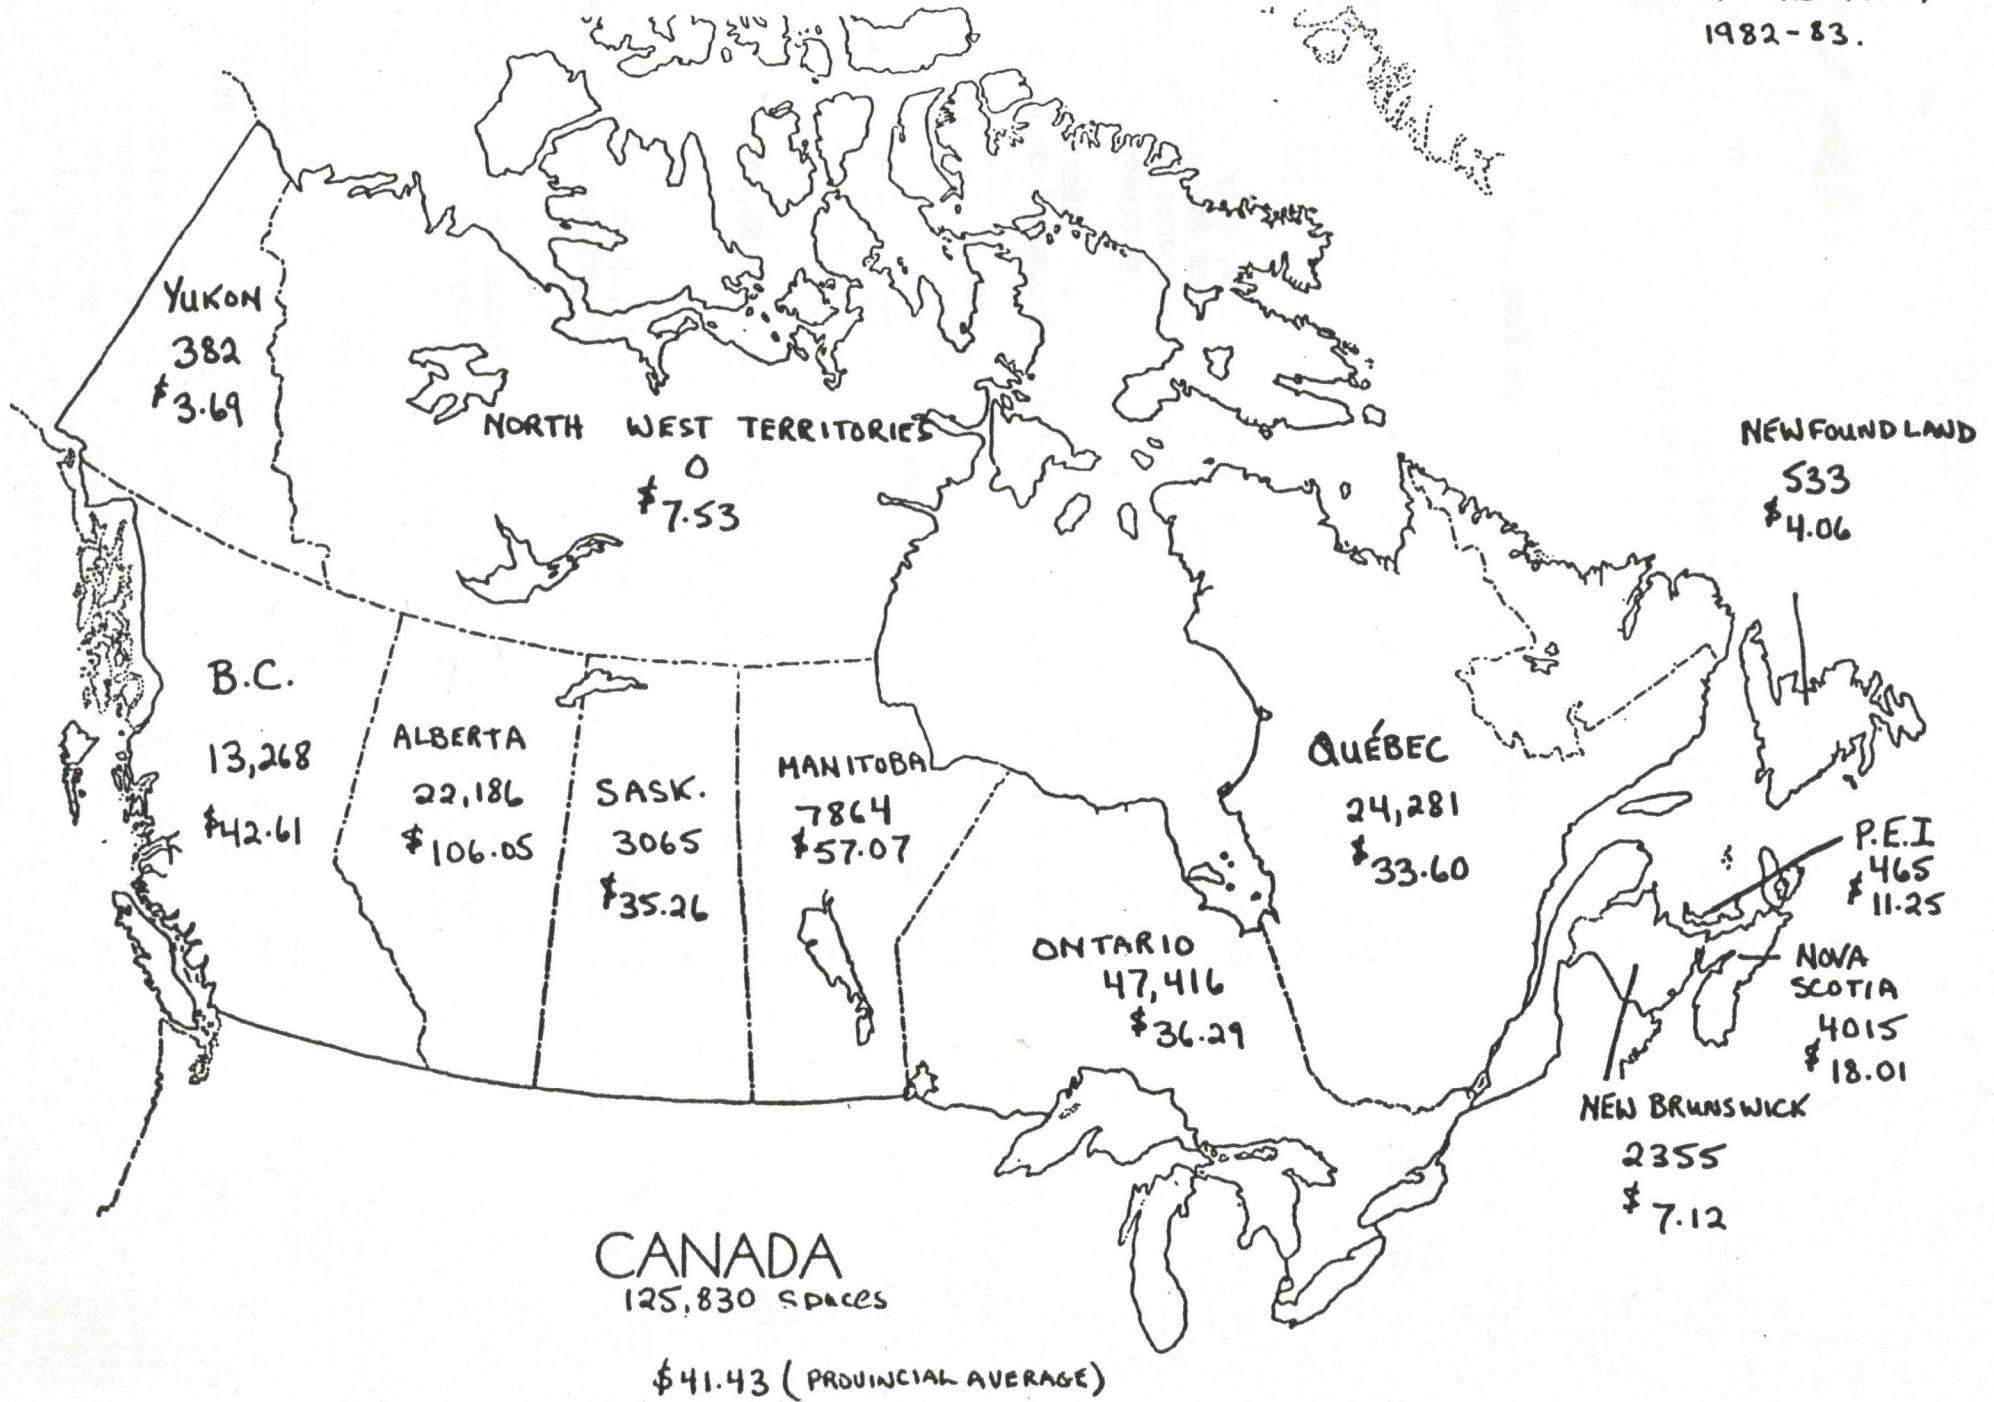 1982-83.
YUKON
382
$3.69
NORTH WEST TERRITORIES
0
$7.53
NEWFOUNDLAND
533
$4.06
B.C.
13,268
$42.61
ALBERTA
22,186
$106.05
SASK.
3065
$35.26
MANITOBA
7864
$57.07
ONTARIO
47,416
$36.29
QUÉBEC
24,281
$33.60
P.E.I
465
$11.25
NOVA
SCOTIA
4015
$18.01
NEW BRUNSWICK
2355
$7.12
CANADA
125,830 spaces
$41.43 (PROVINCIAL AVERAGE)